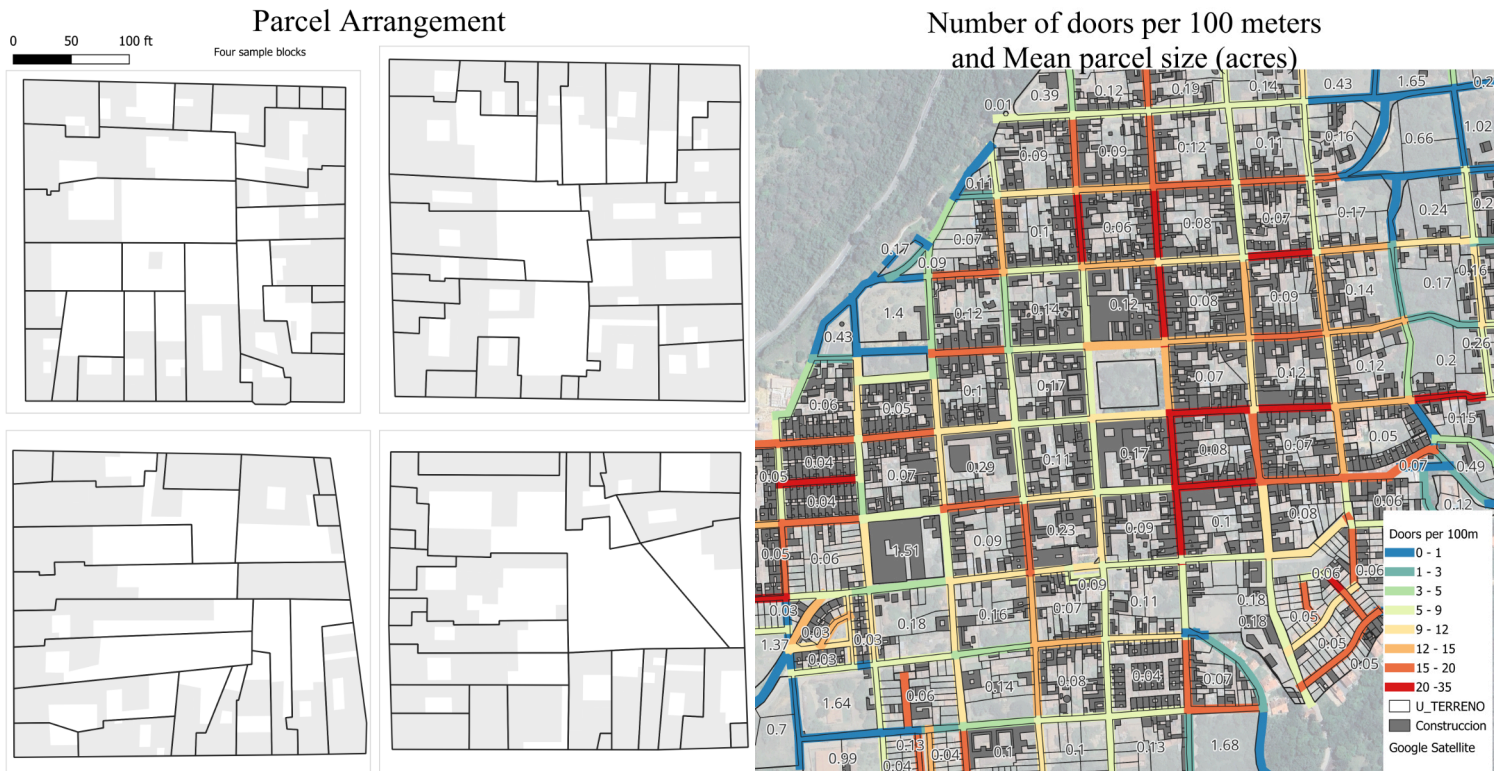 Parcel Arrangement
0 50 100 ft
Four sample blocks
Number of doors per 100 meters
and Mean parcel size (acres)
0.43 1.65
0.39 0.12 0.19 0.14
0.01
0.66 1.02
0.16
0.09 0.09 0.12 0.11
0.11
0.17 0.24
0.07 0.1 0.06 0.08 0.07
0.17
0.09
0.16
0.12 0.14 0.12 0.08 0.09 0.14 0.17
1.4
0.43
0.26
0.1 0.17 0.07 0.12 0.12 0.2
0.06 0.05
0.15
0.05
0.05 0.04 0.07 0.29 0.11 0.17 0.08 0.07 0.07 0.49
0.04
0.12
0.06
0.1 0.08
0.05 0.06 1.51 0.09 0.23 0.09
0.09 0.06 0.06
0.03 0.18 0.16 0.07 0.11 0.18 0.05
0.03 0.18
1.37 0.03 0.03 0.05
0.05
1.64 0.06 0.14 0.08 0.04 0.07
0.7
0.99 0.13 0.04 0.04 0.1 0.1 0.13 1.68
Doors per 100m
0 - 1
1 - 3
3 - 5
5 - 9
9 - 12
12 - 15
15 - 20
20 -35
U_TERRENO
Construccion
Google Satellite